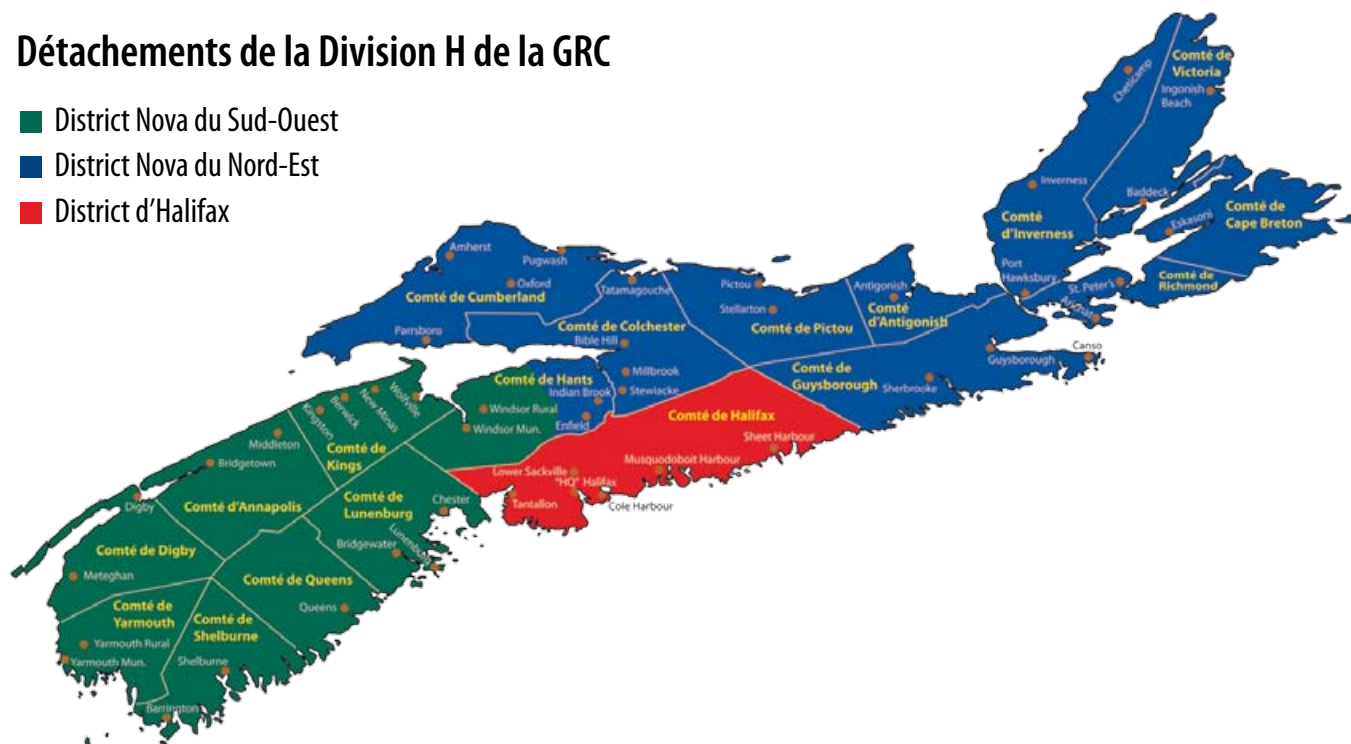 Détachements de la Division H de la GRC
District Nova du Sud-Ouest
District Nova du Nord-Est
District d'Halifax
Comté de
Victoria
Cheticamp
Ingonish
Beach
Inverness
Baddeck
Comté
d'Inverness
Eskasoni
Comté de
Cape Breton
Port
Hawksbury
St. Peter's
Comté de
Richmond
Arichat
Amherst
Pugwash
Oxford
Comté de Cumberland
Tatamagouche
Pictou
Antigonish
Stellarton
Comté
d'Antigonish
Comté de Pictou
Parrsboro
Comté de Colchester
Bible Hill
Canso
Guysborough
Comté de
Guysborough
Sherbrooke
Millbrook
Stewiacke
Comté de Hants
Indian Brook
Enfield
Windsor Rural
Windsor Mun.
Comté de Halifax
Sheet Harbour
Musquodoboit Harbour
Lower Sackville
"HQ" Halifax
Tantallon
Cole Harbour
Wolfville
New Minas
Berwick
Kingston
Middleton
Comté de
Kings
Bridgetown
Comté d'Annapolis
Digby
Comté de
Lunenburg
Chester
Lunenburg
Bridgewater
Comté de Digby
Meteghan
Comté de Queens
Queens
Comté de
Yarmouth
Comté de
Shelburne
Yarmouth Rural
Yarmouth Mun.
Shelburne
Barrington